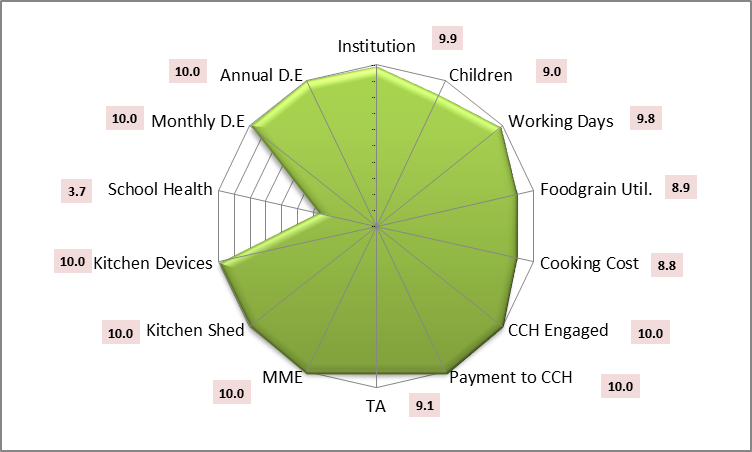 Institution 9.9
Children 9.0
Working Days 9.8
Foodgrain Util. 8.9
Cooking Cost 8.8
CCH Engaged 10.0
Payment to CCH 10.0
TA 9.1
MME 10.0
Kitchen Shed 10.0
Kitchen Devices 10.0
School Health 3.7
Monthly D.E 10.0
Annual D.E 10.0